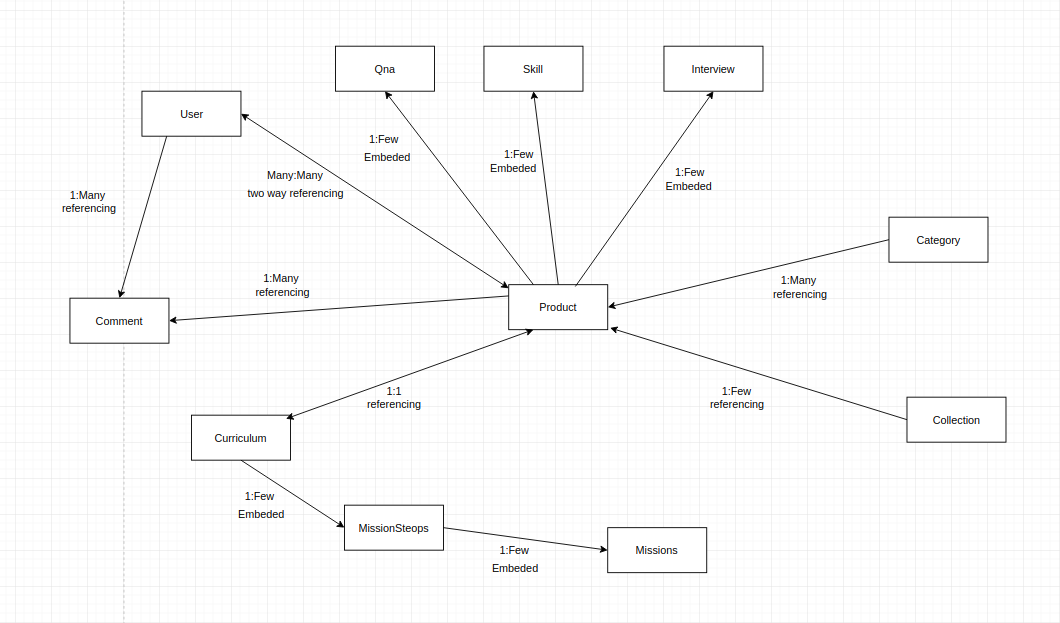 Qna
Skill
Interview
User
1:Few
Embeded
1:Few
Embeded
1:Few
Embeded
Many:Many
two way referencing
1:Many
referencing
Category
1:Many
referencing
1:Many
referencing
Product
Comment
1:1
referencing
1:Few
referencing
Collection
Curriculum
1:Few
Embeded
MissionSteops
1:Few
Embeded
Missions